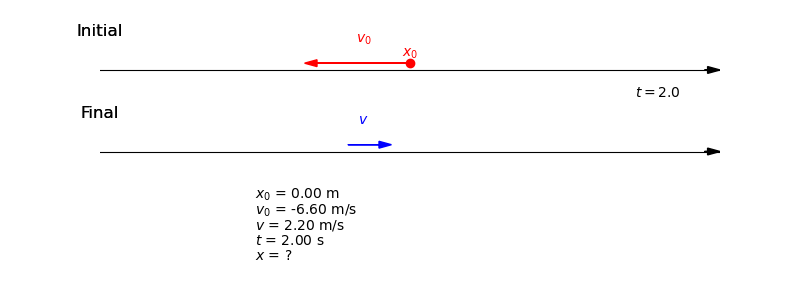 Initial
v₀
x₀
t = 2.0
Final
v
x₀ = 0.00 m
v₀ = -6.60 m/s
v = 2.20 m/s
t = 2.00 s
x = ?